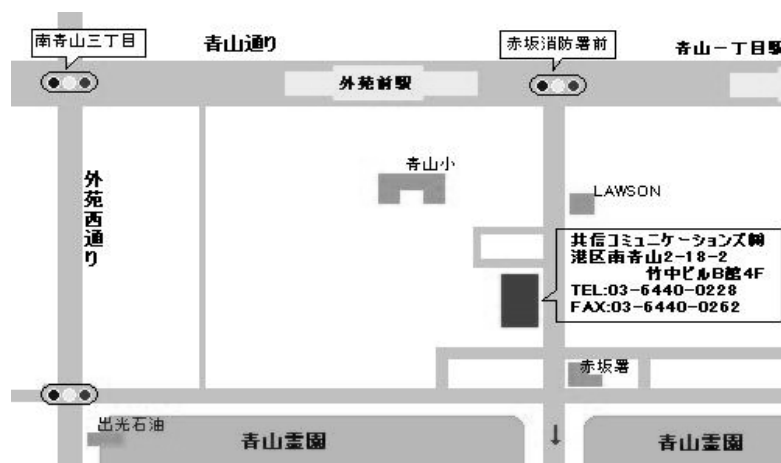 南青山三丁目
青山通り
赤坂消防署前
青山一丁目駅
外苑前駅
外苑西通り
青山小
LAWSON
共信コミュニケーションズ㈱
港区南青山2-18-2
竹中ビルB館4F
TEL:03-6440-0228
FAX:03-6440-0262
赤坂署
出光石油
青山霊園
青山霊園